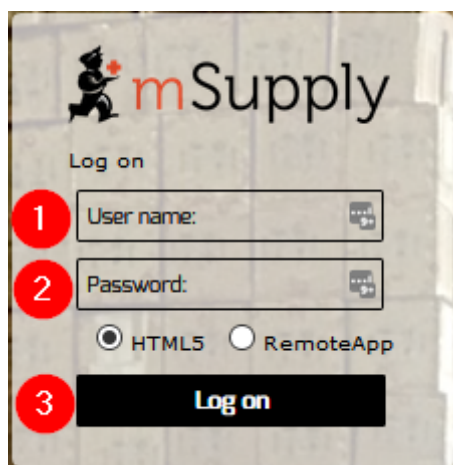 mSupply
Log on
1 User name:
2 Password:
HTML5 RemoteApp
3 Log on